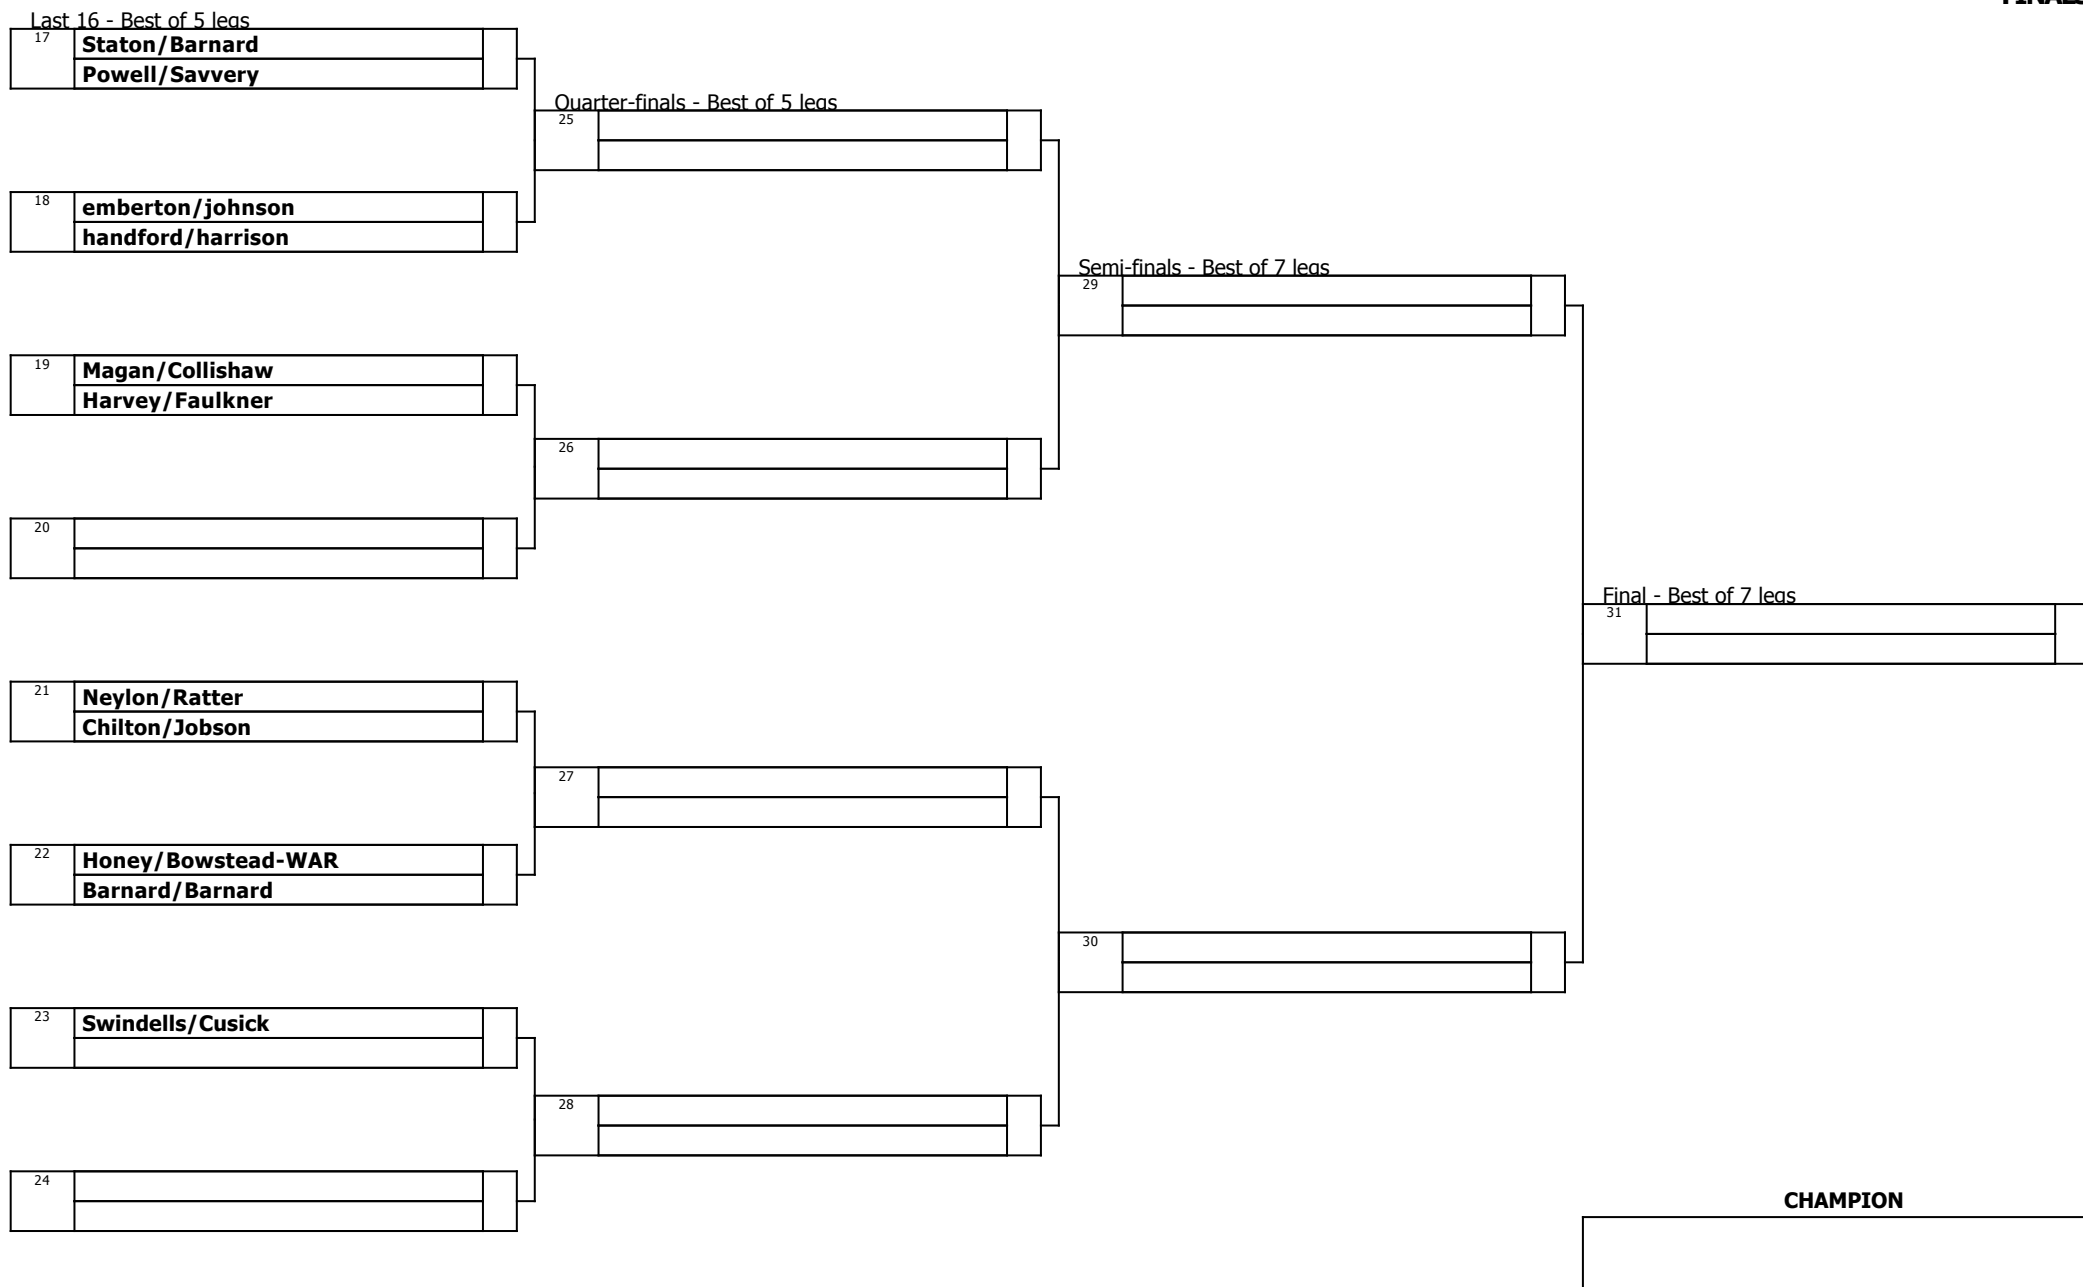 FINALS
Last 16 - Best of 5 legs
17
Staton/Barnard
Powell/Savvery
Quarter-finals - Best of 5 legs
25
18
emberton/johnson
handford/harrison
Semi-finals - Best of 7 legs
29
19
Magan/Collishaw
Harvey/Faulkner
26
20
Final - Best of 7 legs
31
21
Neylon/Ratter
Chilton/Jobson
27
22
Honey/Bowstead-WAR
Barnard/Barnard
30
23
Swindells/Cusick
28
24
CHAMPION